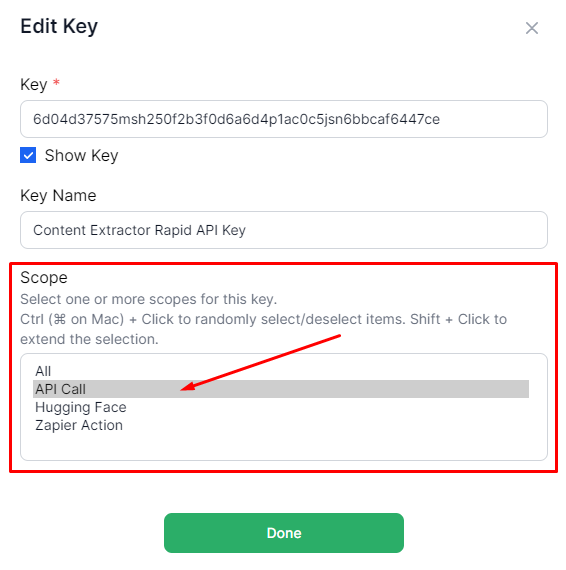 Edit Key
Key *
6d04d37575msh250f2b3f0d6a6d4p1ac0c5jsn6bbcaf6447ce
Show Key
Key Name
Content Extractor Rapid API Key
Scope
Select one or more scopes for this key.
Ctrl (⌘ on Mac) + Click to randomly select/deselect items. Shift + Click to
extend the selection.
All
API Call
Hugging Face
Zapier Action
Done